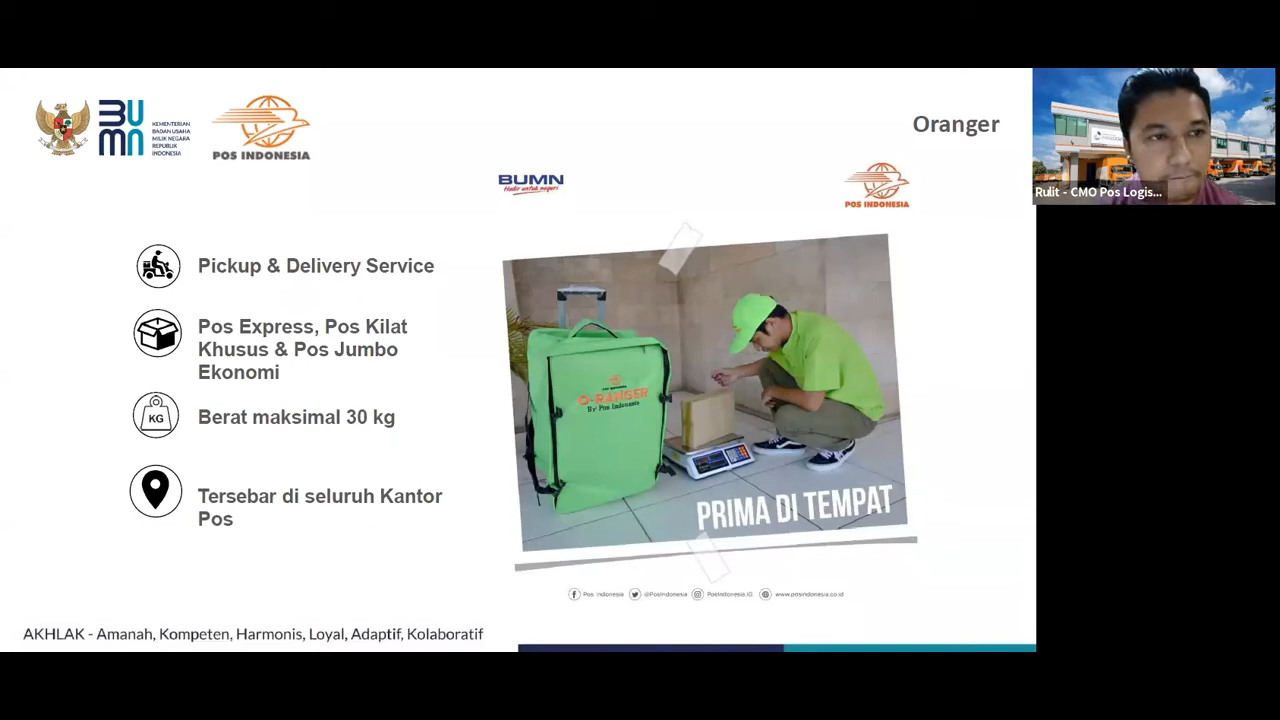 BUMN
KEMENTERIAN
BADAN USAHA
MILIK NEGARA
REPUBLIK
INDONESIA
POS INDONESIA
Oranger
BUMN
Hadir untuk negeri
POS INDONESIA
Rulit - CMO Pos Logis...
Pickup & Delivery Service
Pos Express, Pos Kilat
Khusus & Pos Jumbo
Ekonomi
KG
Berat maksimal 30 kg
Tersebar di seluruh Kantor
Pos
O-RANGER
By Pos Indonesia
PRIMA DI TEMPAT
Pos Indonesia
@PosIndonesia
PosIndonesia.ID
www.posindonesia.co.id
AKHLAK - Amanah, Kompeten, Harmonis, Loyal, Adaptif, Kolaboratif